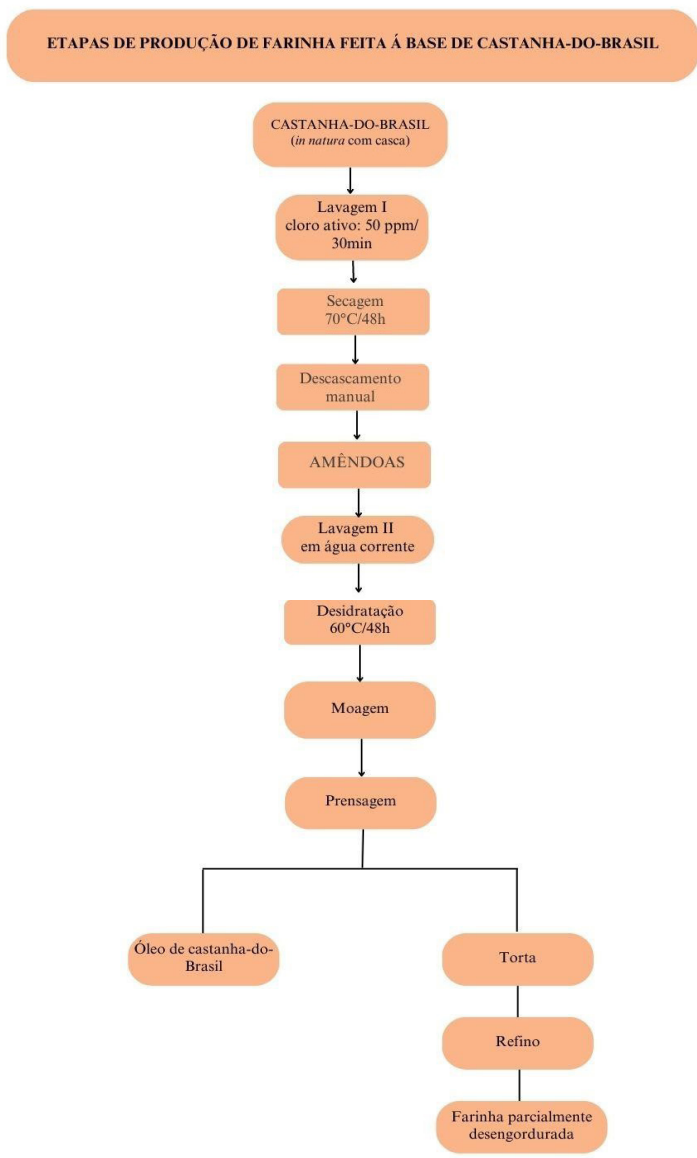 ETAPAS DE PRODUÇÃO DE FARINHA FEITA Á BASE DE CASTANHA-DO-BRASIL
CASTANHA-DO-BRASIL
(in natura com casca)
Lavagem I
cloro ativo: 50 ppm/
30min
Secagem
70°C/48h
Descascamento
manual
AMÊNDOAS
Lavagem II
em água corrente
Desidratação
60°C/48h
Moagem
Prensagem
Óleo de castanha-do-
Brasil
Torta
Refino
Farinha parcialmente
desengordurada